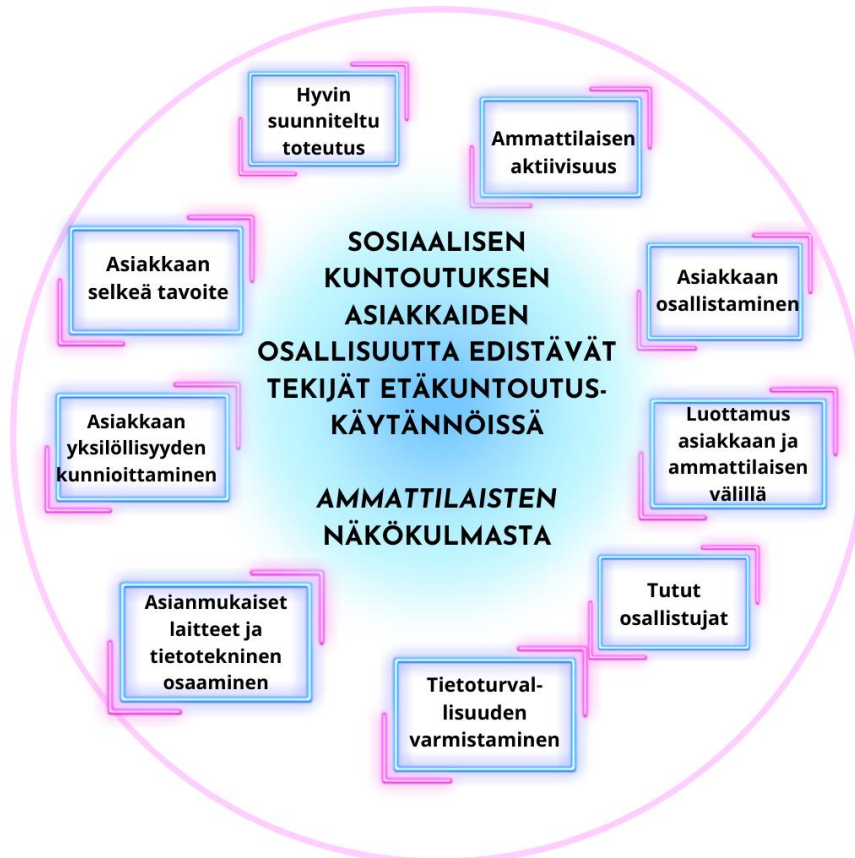 Hyvin
suunniteltu
toteutus
Ammattilaisen
aktiivisuus
Asiakkaan
selkeä tavoite
SOSIAALISEN
KUNTOUTUKSEN
ASIAKKAIDEN
OSALLISUUTTA EDISTÄVÄT
TEKIJÄT ETÄKUNTOUTUS-
KÄYTÄNNÖISSÄ
AMMATTILAISTEN
NÄKÖKULMASTA
Asiakkaan
osallistaminen
Asiakkaan
yksilöllisyyden
kunnioittaminen
Luottamus
asiakkaan ja
ammattilaisen
välillä
Asianmukaiset
laitteet ja
tietotekninen
osaaminen
Tutut
osallistujat
Tietoturval-
lisuuden
varmistaminen